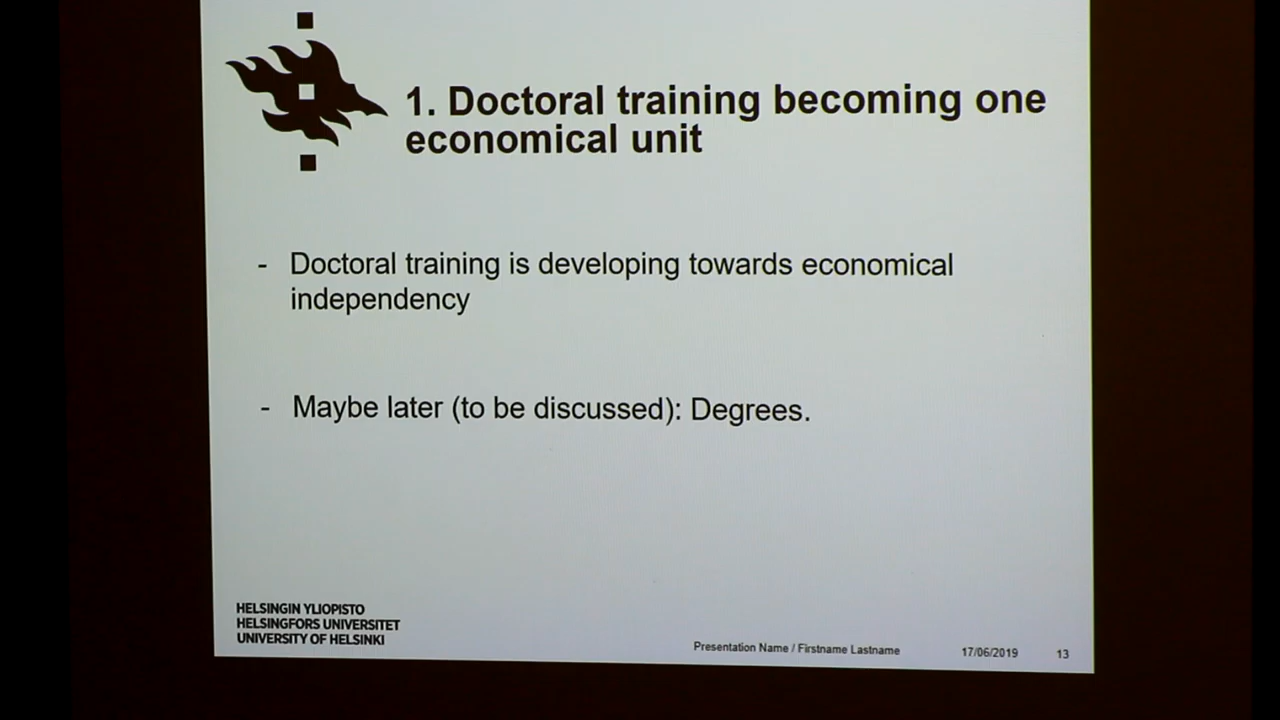 1. Doctoral training becoming one
economical unit
- Doctoral training is developing towards economical
independency
- Maybe later (to be discussed): Degrees.
HELSINGIN YLIOPISTO
HELSINGFORS UNIVERSITET
UNIVERSITY OF HELSINKI
Presentation Name / Firstname Lastname 17/06/2019 13